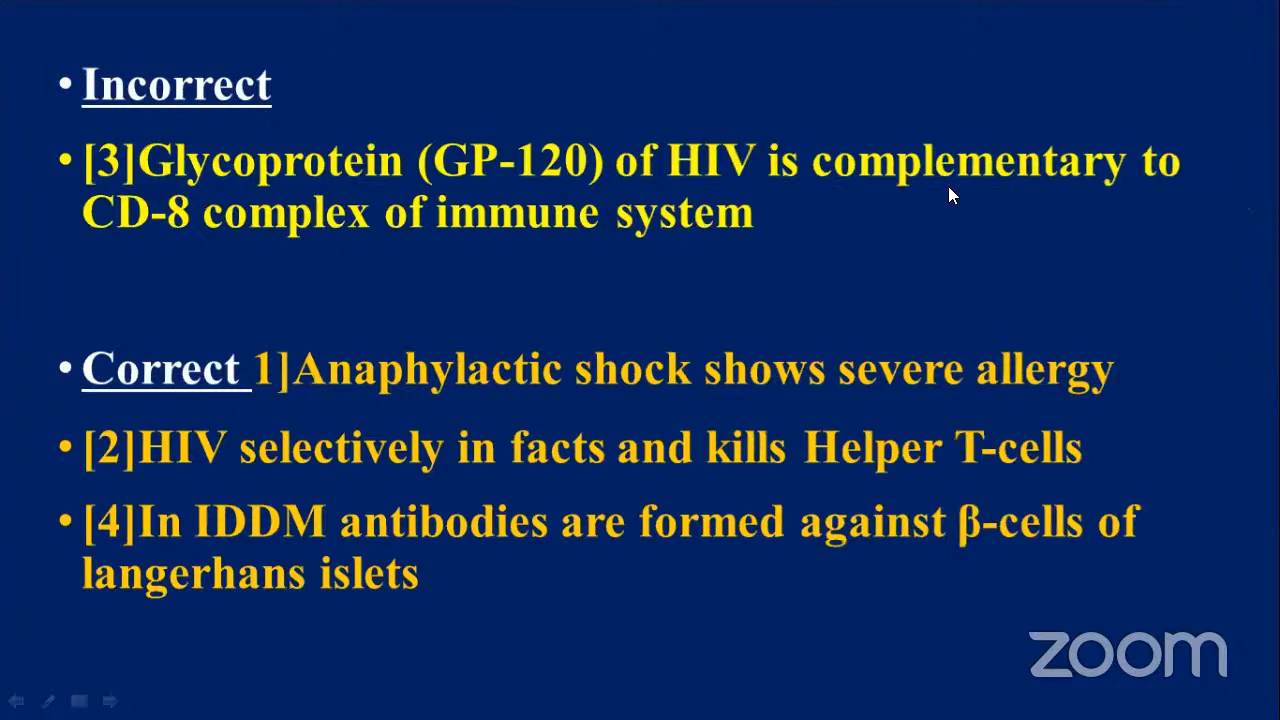 • Incorrect
• [3]Glycoprotein (GP-120) of HIV is complementary to
CD-8 complex of immune system
• Correct 1]Anaphylactic shock shows severe allergy
• [2]HIV selectively in facts and kills Helper T-cells
• [4]In IDDM antibodies are formed against β-cells of
langerhans islets
zoom